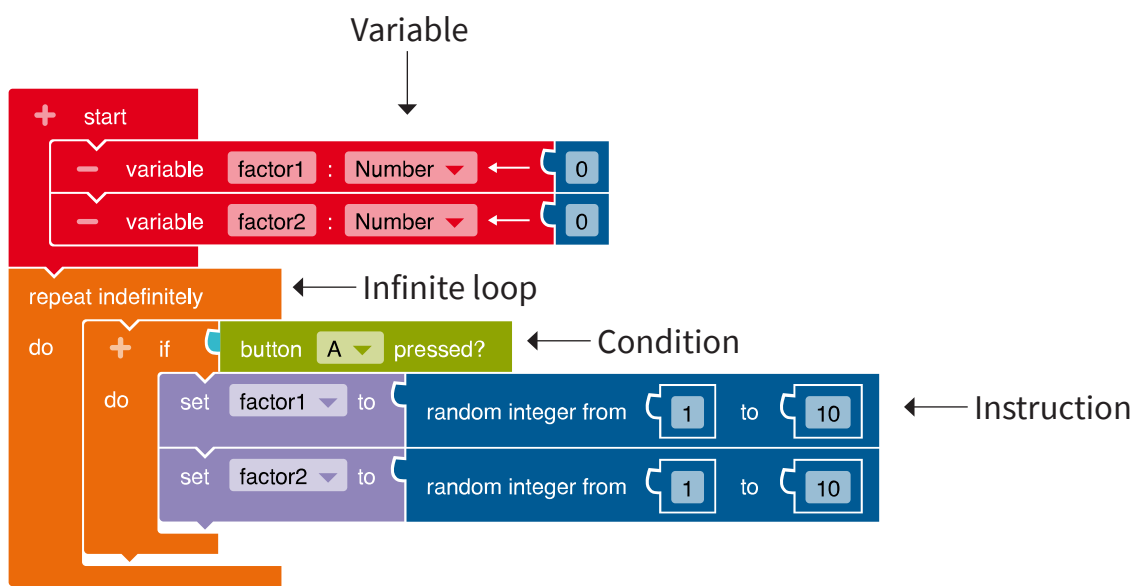 Variable
start
variable factor1 : Number 0
variable factor2 : Number 0
repeat indefinitely
Infinite loop
do if button A pressed?
Condition
do set factor1 to random integer from 1 to 10
Instruction
set factor2 to random integer from 1 to 10